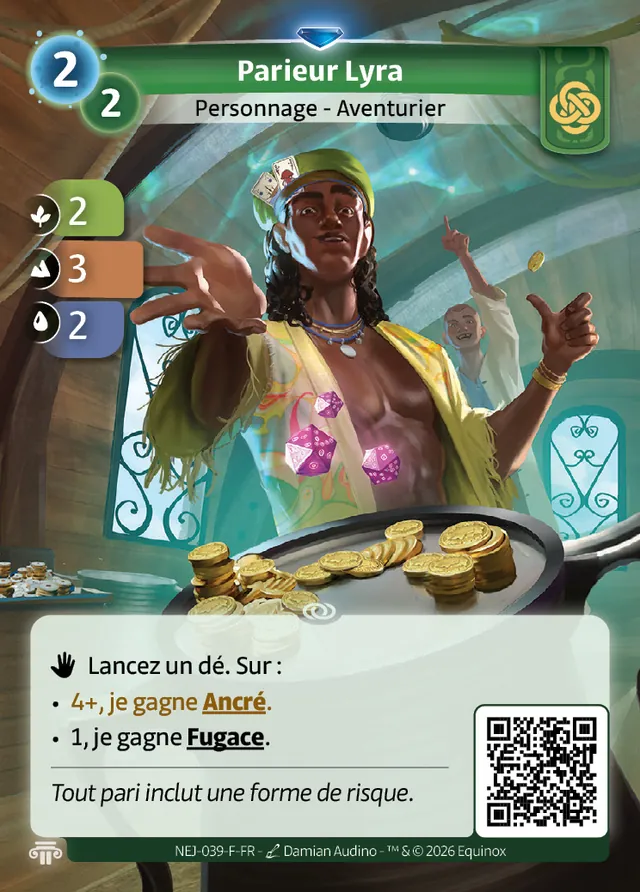 2
2
Parieur Lyra
Personnage - Aventurier
2
3
2
Lancez un dé. Sur :
• 4+, je gagne Ancré.
• 1, je gagne Fugace.
Tout pari inclut une forme de risque.
NEJ-039-F-FR - Damian Audino - ™ & © 2026 Equinox